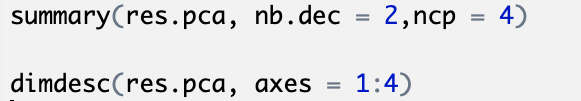 summary(res.pca, nb.dec = 2,ncp = 4)
dimdesc(res.pca, axes = 1:4)